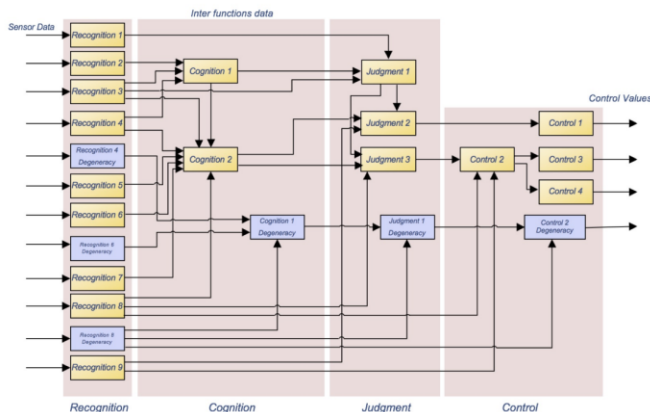 Inter functions data
Sensor Data
Recognition 1
Recognition 2
Recognition 3
Recognition 4
Recognition 4
Degeneracy
Recognition 5
Recognition 6
Recognition 6
Degeneracy
Recognition 7
Recognition 8
Recognition 8
Degeneracy
Recognition 9
Cognition 1
Cognition 2
Cognition 1
Degeneracy
Judgment 1
Judgment 2
Judgment 3
Judgment 1
Degeneracy
Control Values
Control 1
Control 2
Control 3
Control 4
Control 2
Degeneracy
Recognition
Cognition
Judgment
Control